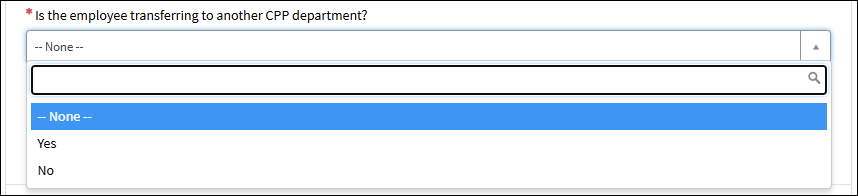 * Is the employee transferring to another CPP department?
-- None --
-- None --
Yes
No